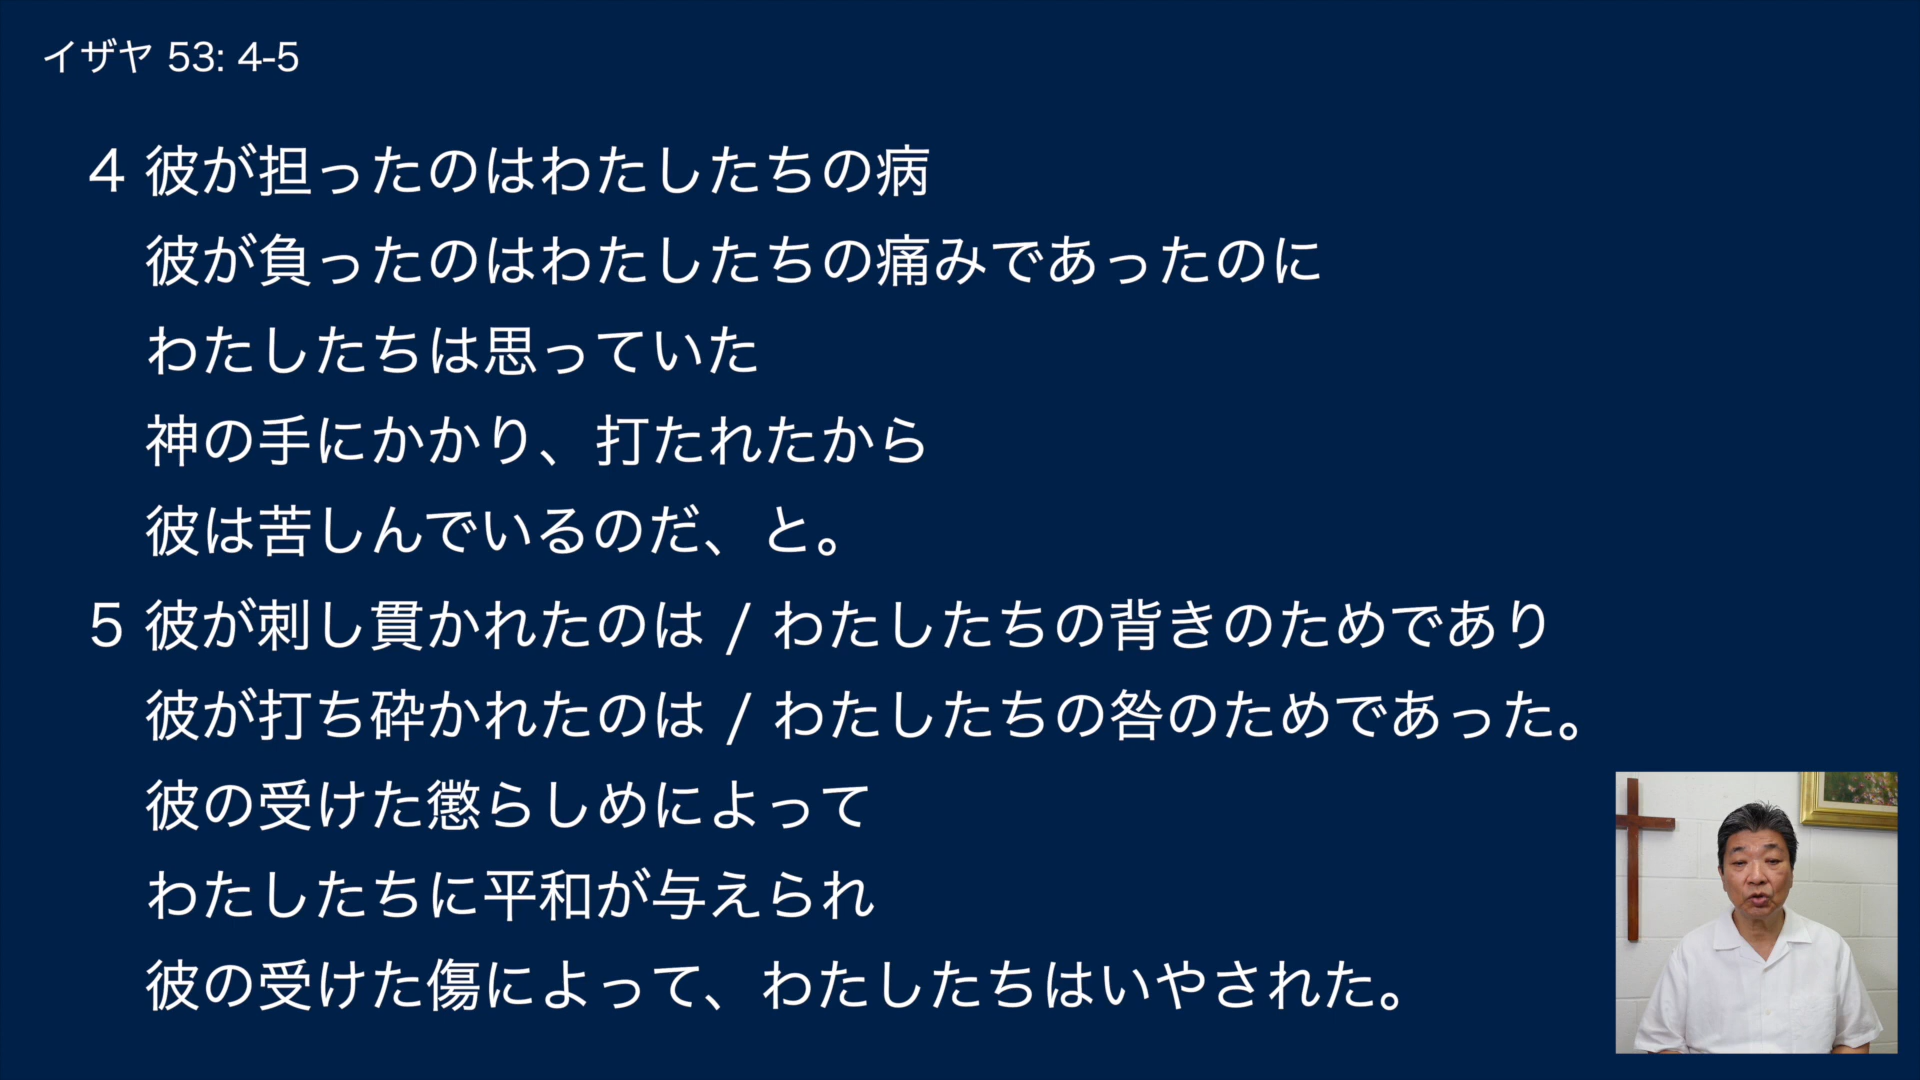 イザヤ 53: 4-5
4 彼が担ったのはわたしたちの病
彼が負ったのはわたしたちの痛みであったのに
わたしたちは思っていた
神の手にかかり、打たれたから
彼は苦しんでいるのだ、と。
5 彼が刺し貫かれたのは / わたしたちの背きのためであり
彼が打ち砕かれたのは / わたしたちの咎のためであった。
彼の受けた懲らしめによって
わたしたちに平和が与えられ
彼の受けた傷によって、わたしたちはいやされた。